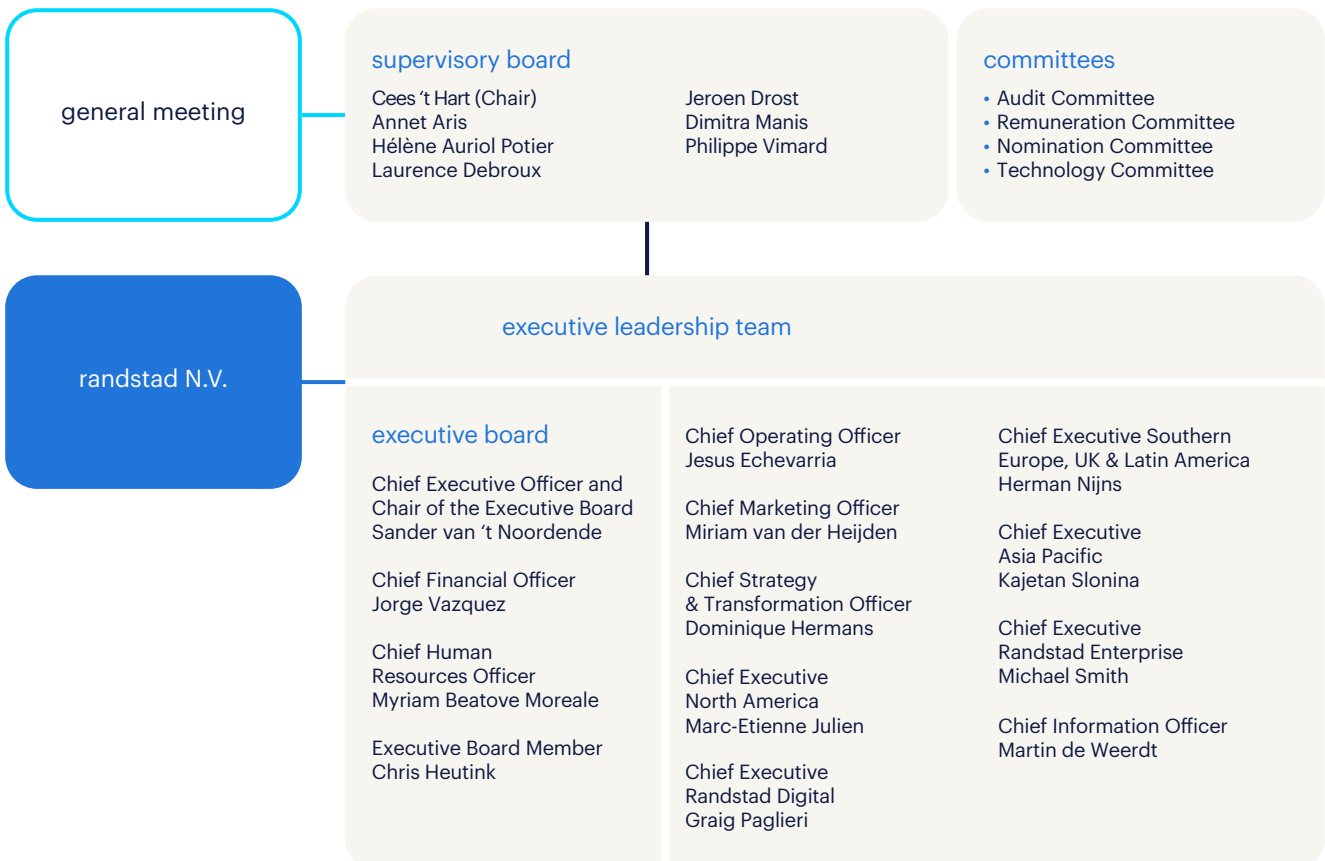 general meeting
supervisory board
Cees ‘t Hart (Chair)
Annet Aris
Hélène Auriol Potier
Laurence Debroux
Jeroen Drost
Dimitra Manis
Philippe Vimard
committees
• Audit Committee
• Remuneration Committee
• Nomination Committee
• Technology Committee
randstad N.V.
executive leadership team
executive board
Chief Executive Officer and
Chair of the Executive Board
Sander van ‘t Noordende
Chief Financial Officer
Jorge Vazquez
Chief Human
Resources Officer
Myriam Beatove Moreale
Executive Board Member
Chris Heutink
Chief Operating Officer
Jesus Echevarria
Chief Marketing Officer
Miriam van der Heijden
Chief Strategy
& Transformation Officer
Dominique Hermans
Chief Executive
North America
Marc-Etienne Julien
Chief Executive
Randstad Digital
Graig Paglieri
Chief Executive Southern
Europe, UK & Latin America
Herman Nijns
Chief Executive
Asia Pacific
Kajetan Slonina
Chief Executive
Randstad Enterprise
Michael Smith
Chief Information Officer
Martin de Weerdt